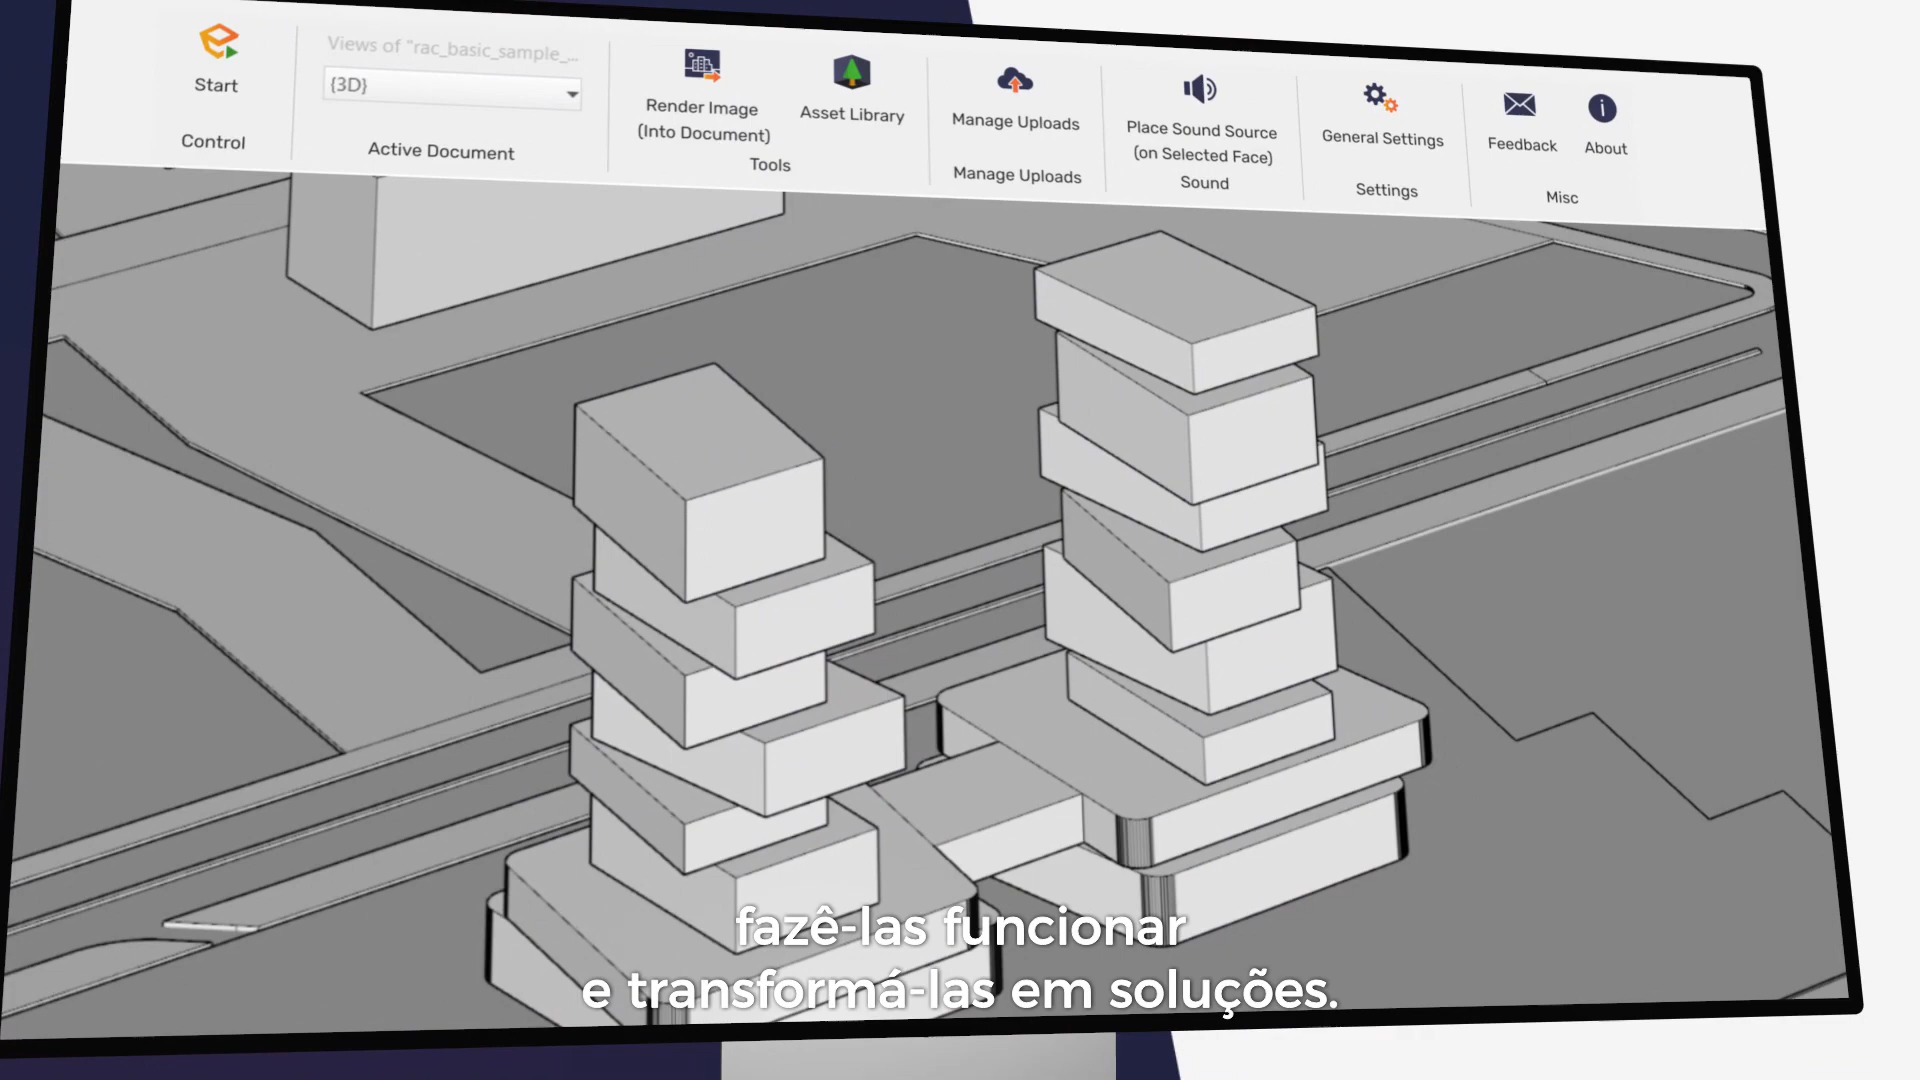 Start
Control
Views of "rac_basic_sample_...
{3D}
Active Document
Render Image
(Into Document)
Asset Library
Tools
Manage Uploads
Manage Uploads
Place Sound Source
(on Selected Face)
Sound
General Settings
Settings
Feedback
About
Misc
fazê-las funcionar
e transformá-las em soluções.